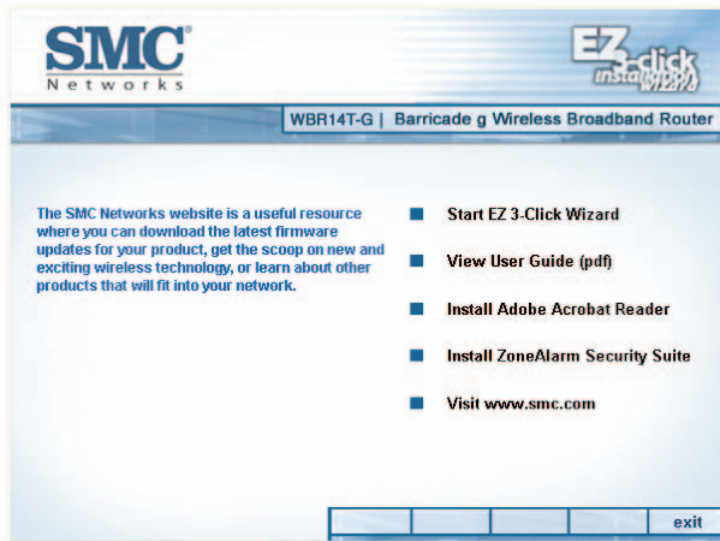 SMC®
Networks
EZ
3-click
installation
wizard
WBR14T-G | Barricade g Wireless Broadband Router
The SMC Networks website is a useful resource
where you can download the latest firmware
updates for your product, get the scoop on new and
exciting wireless technology, or learn about other
products that will fit into your network.
Start EZ 3-Click Wizard
View User Guide (pdf)
Install Adobe Acrobat Reader
Install ZoneAlarm Security Suite
Visit www.smc.com
exit